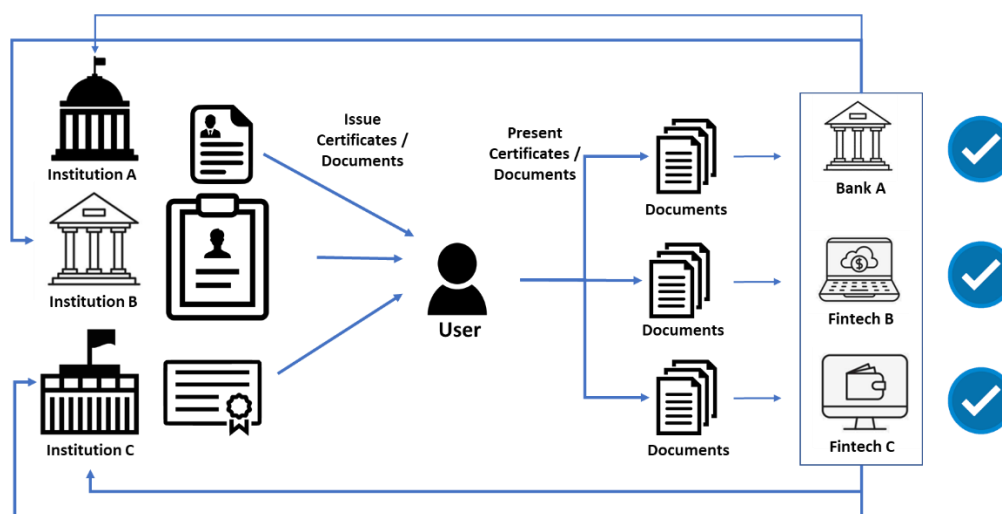 Institution A
Institution B
Institution C
Issue
Certificates /
Documents
User
Present
Certificates /
Documents
Documents
Documents
Documents
Bank A
Fintech B
Fintech C
$